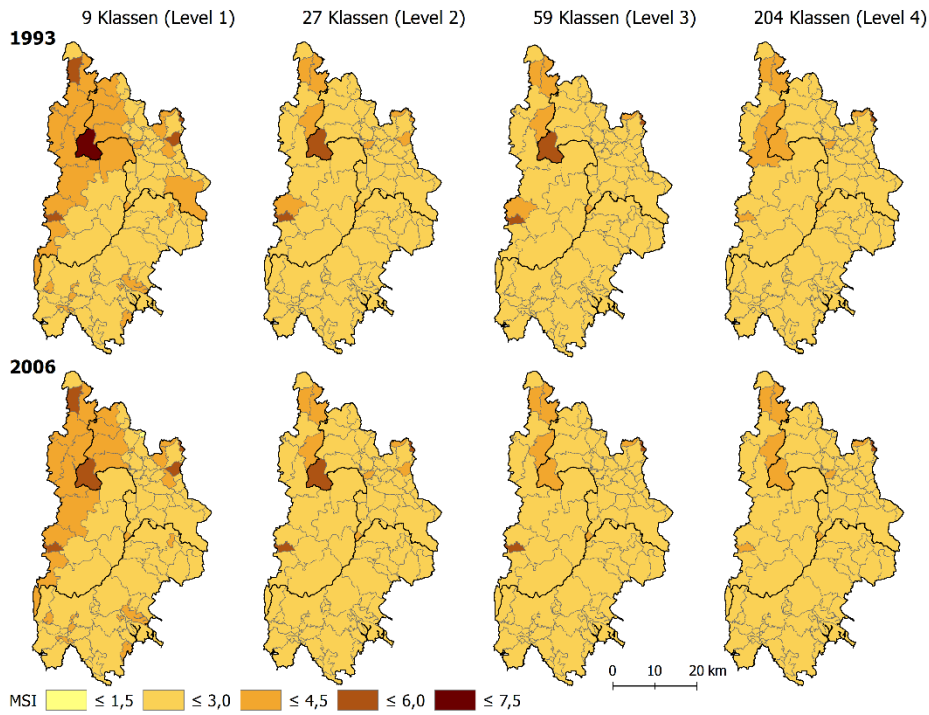 9 Klassen (Level 1) 27 Klassen (Level 2) 59 Klassen (Level 3) 204 Klassen (Level 4)
1993
2006
0 10 20 km
MSI ≤ 1,5 ≤ 3,0 ≤ 4,5 ≤ 6,0 ≤ 7,5